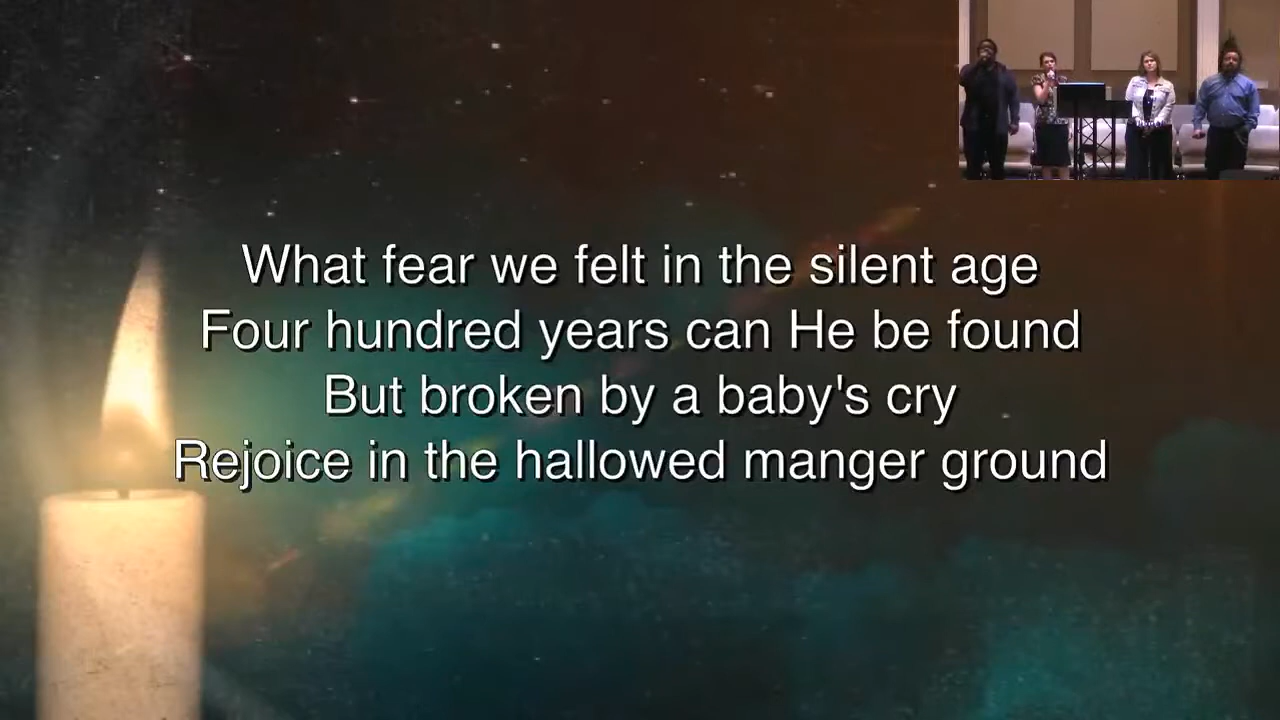 What fear we felt in the silent age
Four hundred years can He be found
But broken by a baby's cry
Rejoice in the hallowed manger ground